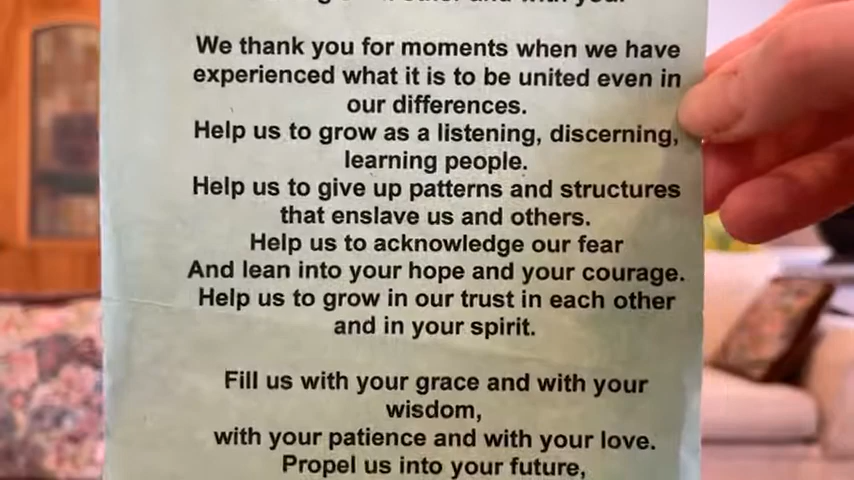 We thank you for moments when we have
experienced what it is to be united even in
our differences.
Help us to grow as a listening, discerning,
learning people.
Help us to give up patterns and structures
that enslave us and others.
Help us to acknowledge our fear
And lean into your hope and your courage.
Help us to grow in our trust in each other
and in your spirit.
Fill us with your grace and with your
wisdom,
with your patience and with your love.
Propel us into your future,